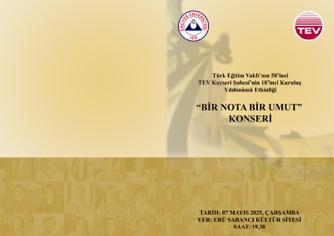 TEV
Türk Eğitim Vakfı'nın 58'inci
TEV Kayseri Şubesi'nin 18'inci Kuruluş
Yıldönümü Etkinliği
“BİR NOTA BİR UMUT”
KONSERİ
TARİH: 07 MAYIS 2025, ÇARŞAMBA
YER: ERÜ SABANCI KÜLTÜR SİTESİ
SAAT: 19,30